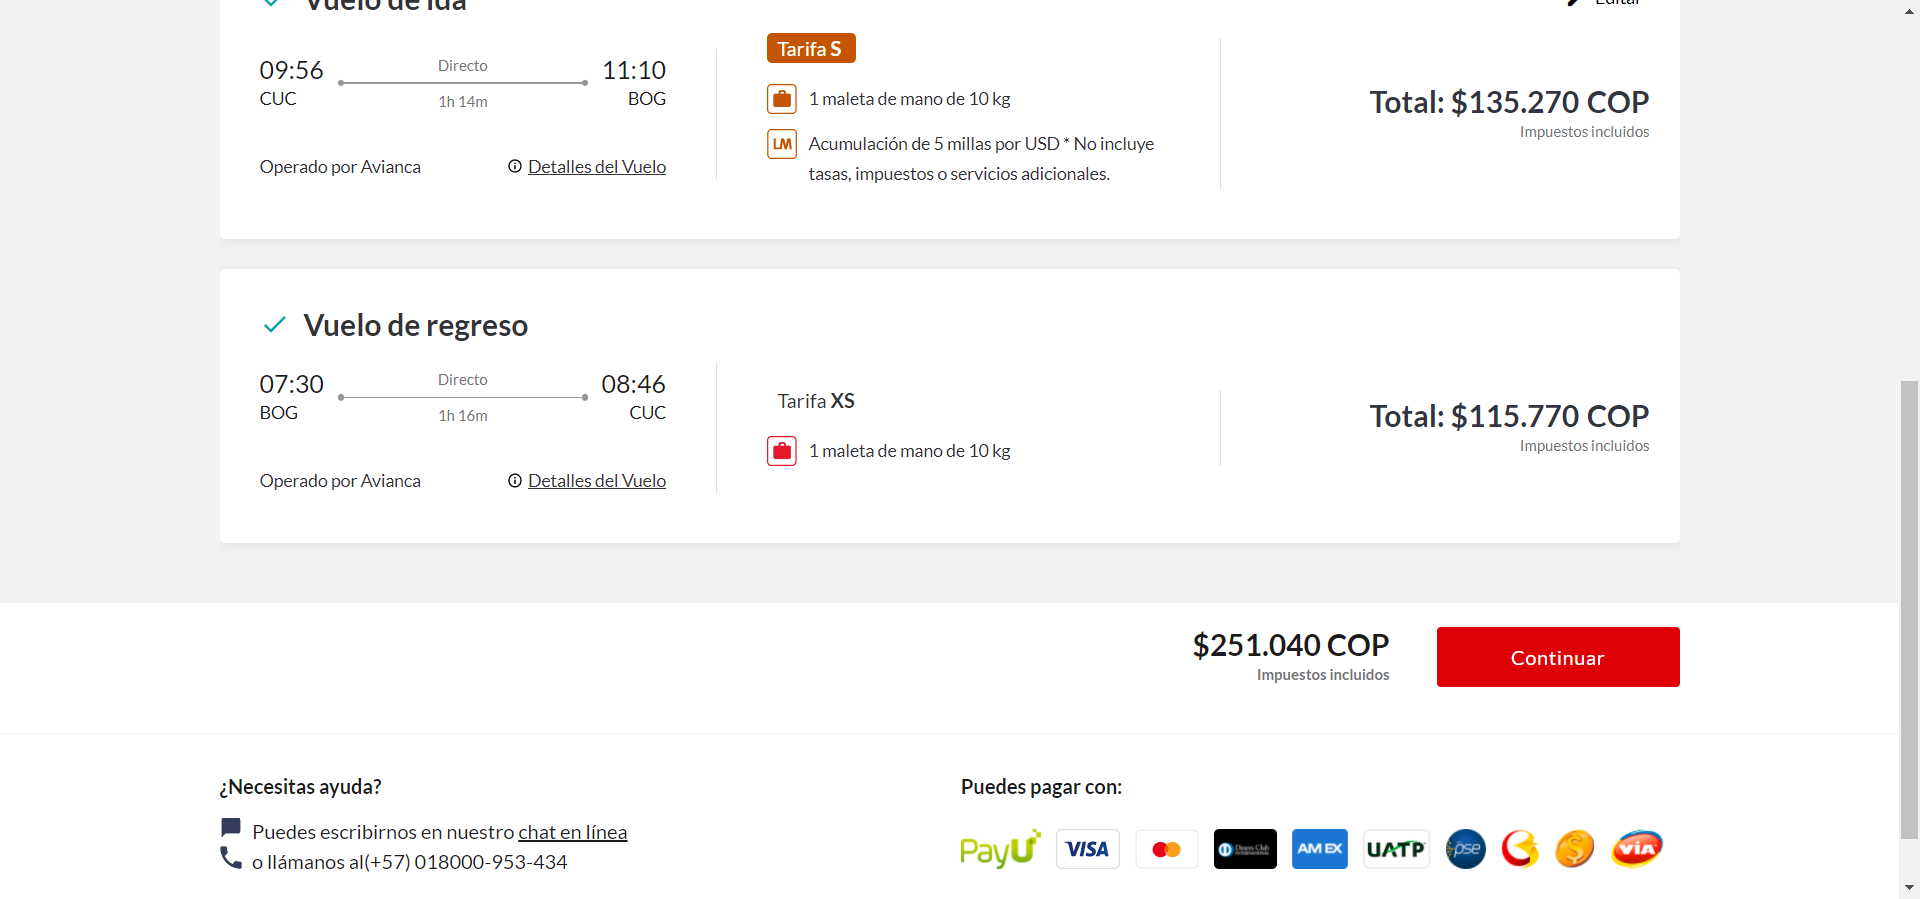 Vuelo de ida
Editar
09:56
Directo
11:10
CUC
1h 14m
BOG
Operado por Avianca
Detalles del Vuelo
Tarifa S
1 maleta de mano de 10 kg
LM
Acumulación de 5 millas por USD * No incluye
tasas, impuestos o servicios adicionales.
Total: $135.270 COP
Impuestos incluidos
Vuelo de regreso
07:30
Directo
08:46
BOG
1h 16m
CUC
Operado por Avianca
Detalles del Vuelo
Tarifa XS
1 maleta de mano de 10 kg
Total: $115.770 COP
Impuestos incluidos
$251.040 COP
Impuestos incluidos
Continuar
¿Necesitas ayuda?
Puedes escribirnos en nuestro chat en línea
o llámanos al(+57) 018000-953-434
Puedes pagar con:
PayU
VISA
Diners Club
INTERNATIONAL
AMEX
UATP
pse
VIA